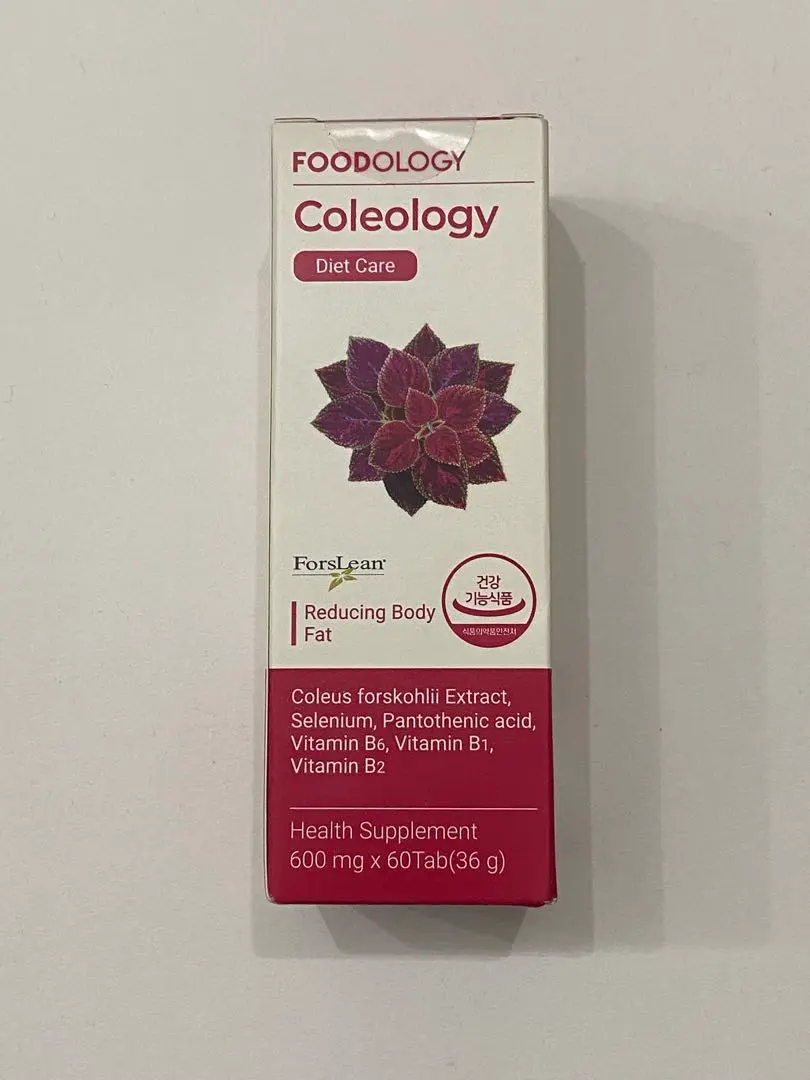 FOODOLOGY
Coleology
Diet Care
ForsLean®
Reducing Body
Fat
건강
기능식품
식품의약품안전처
Coleus forskohlii Extract,
Selenium, Pantothenic acid,
Vitamin B6, Vitamin B1,
Vitamin B2
Health Supplement
600 mg x 60Tab(36 g)